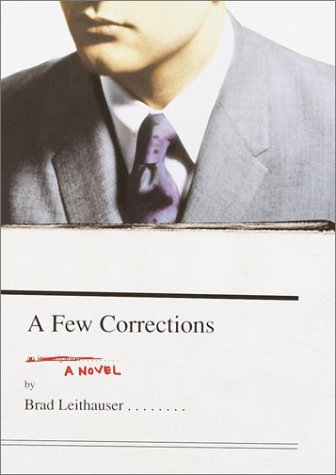 A Few Corrections
A NOVEL
by
Brad Leithauser . . . . . . . .